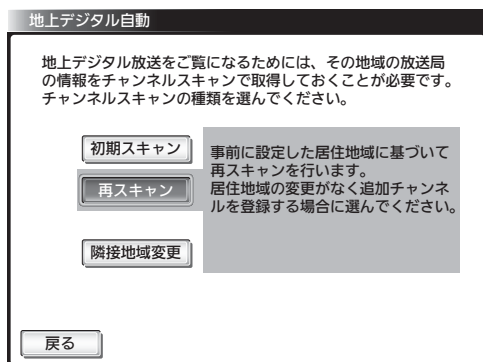 地上デジタル自動
地上デジタル放送をご覧になるためには、その地域の放送局
の情報をチャンネルスキャンで取得しておくことが必要です。
チャンネルスキャンの種類を選んでください。
初期スキャン
再スキャン
隣接地域変更
事前に設定した居住地域に基づいて
再スキャンを行います。
居住地域の変更がなく追加チャンネ
ルを登録する場合に選んでください。
戻る